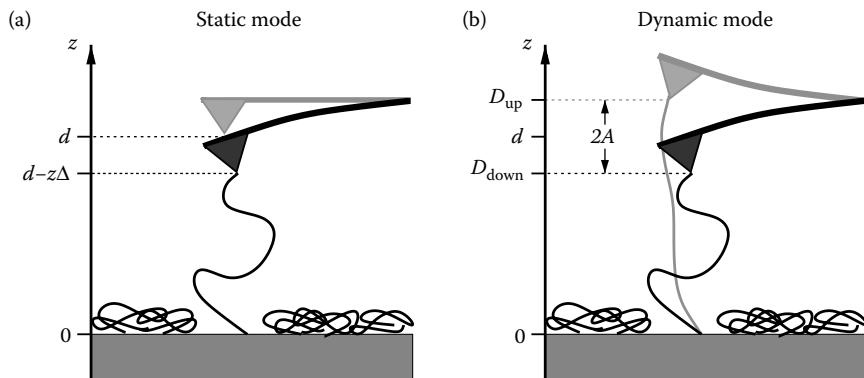 (a) Static mode
z
d
d−zΔ
0
(b) Dynamic mode
z
D_up
d
D_down
2A
0